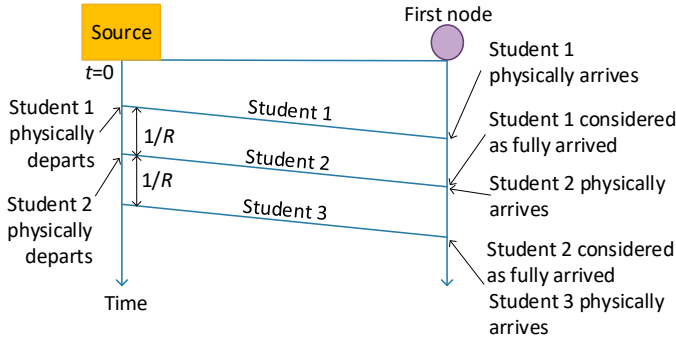 First node
Source
t=0
Student 1
physically
departs
Student 1
physically arrives
Student 1
1/R
Student 1 considered
as fully arrived
Student 2
1/R
Student 2 physically
arrives
Student 2
physically
departs
Student 3
Student 2 considered
as fully arrived
Student 3 physically
arrives
Time